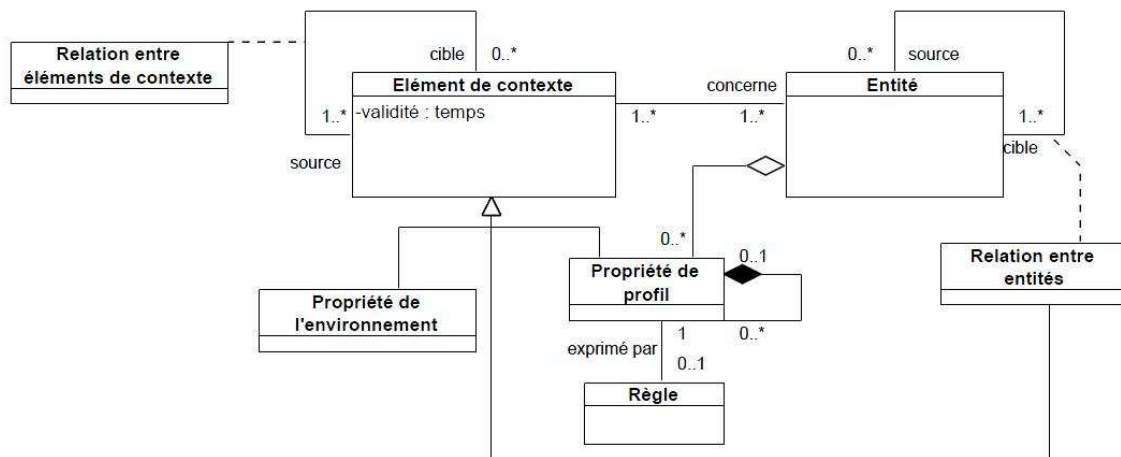 cible 0..*
0..* source
Relation entre
éléments de contexte
Elément de contexte
-validité : temps
concerne
Entité
1..*
1..*
1..*
1..*
source
cible
0..*
0..1
Propriété de
profil
Relation entre
entités
Propriété de
l'environnement
exprimé par
1
0..*
0..1
Règle